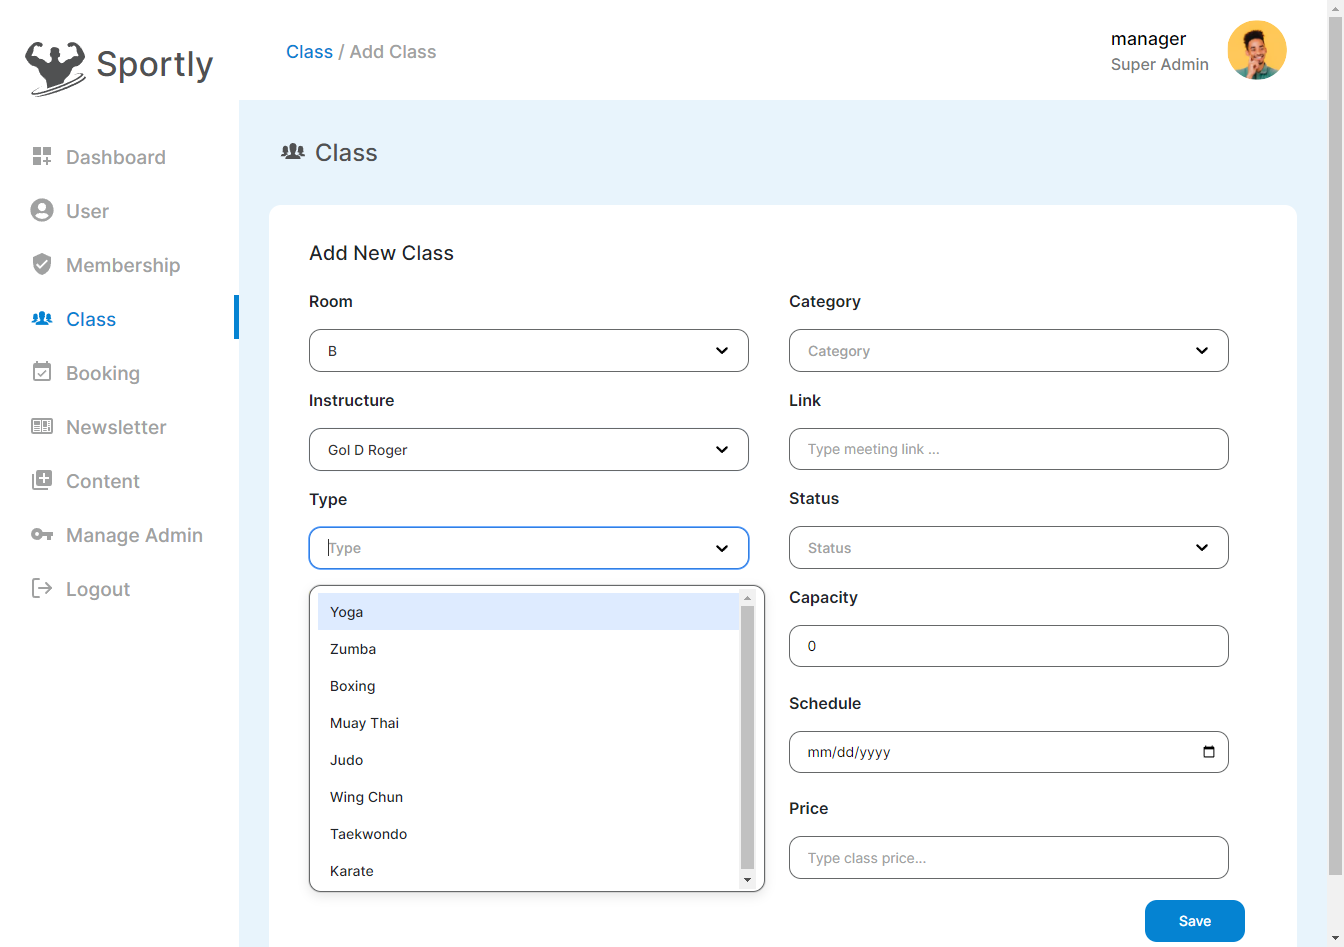 Sportly
Class / Add Class
manager
Super Admin
Dashboard
User
Membership
Class
Booking
Newsletter
Content
Manage Admin
Logout
Class
Add New Class
Room
B
Category
Category
Instructure
Gol D Roger
Link
Type meeting link ...
Type
Type
Status
Status
Yoga
Zumba
Boxing
Muay Thai
Judo
Wing Chun
Taekwondo
Karate
Capacity
0
Schedule
mm/dd/yyyy
Price
Type class price...
Save